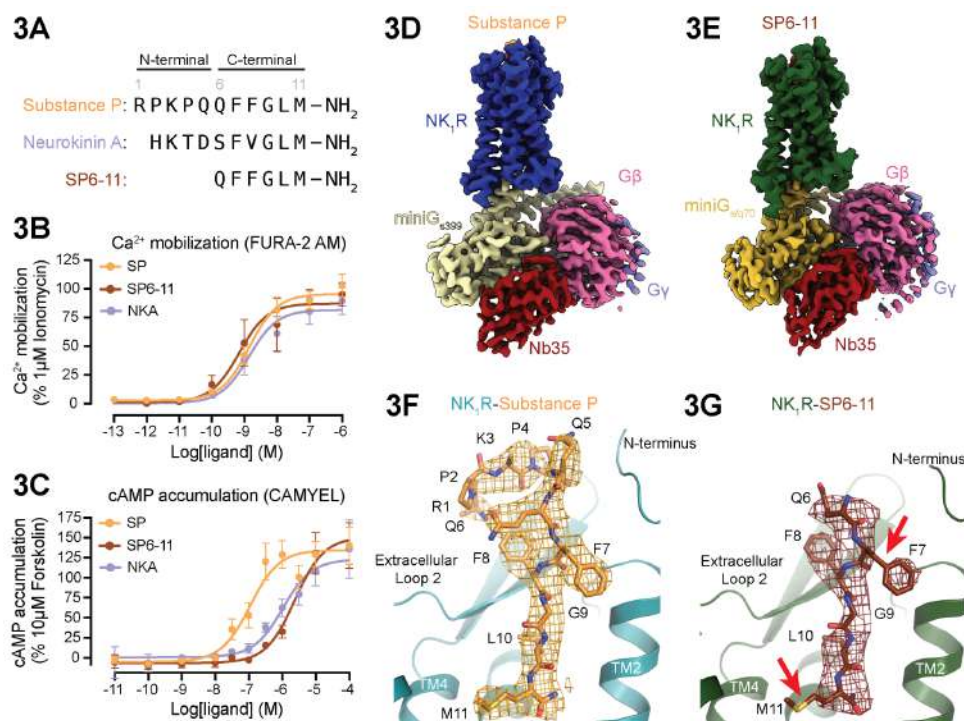 3A
N-terminal C-terminal
1 6 11
Substance P: RPKPQQFFGLM-NH2
Neurokinin A: HKTDSFVGLM-NH2
SP6-11: QFFGLM-NH2
3B
Ca2+ mobilization (FURA-2 AM)
SP
SP6-11
NKA
Ca2+ mobilization
(% 1μM Ionomycin)
125
100
75
50
25
0
-13 -12 -11 -10 -9 -8 -7 -6
Log[ligand] (M)
3C
cAMP accumulation (CAMYEL)
SP
SP6-11
NKA
cAMP accumulation
(% 10μM Forskolin)
175
150
125
100
75
50
25
0
-11 -10 -9 -8 -7 -6 -5 -4
Log[ligand] (M)
3D
Substance P
NK1R
Gβ
miniGs399
Gγ
Nb35
3E
SP6-11
NK1R
Gβ
miniGs/q70
Gγ
Nb35
3F
NK1R-Substance P
Q5
P4
K3
N-terminus
P2
R1
Q6
F8
F7
Extracellular
Loop 2
G9
L10
TM4
TM2
M11
3G
NK1R-SP6-11
N-terminus
Q6
F8
F7
Extracellular
Loop 2
G9
L10
TM4
TM2
M11